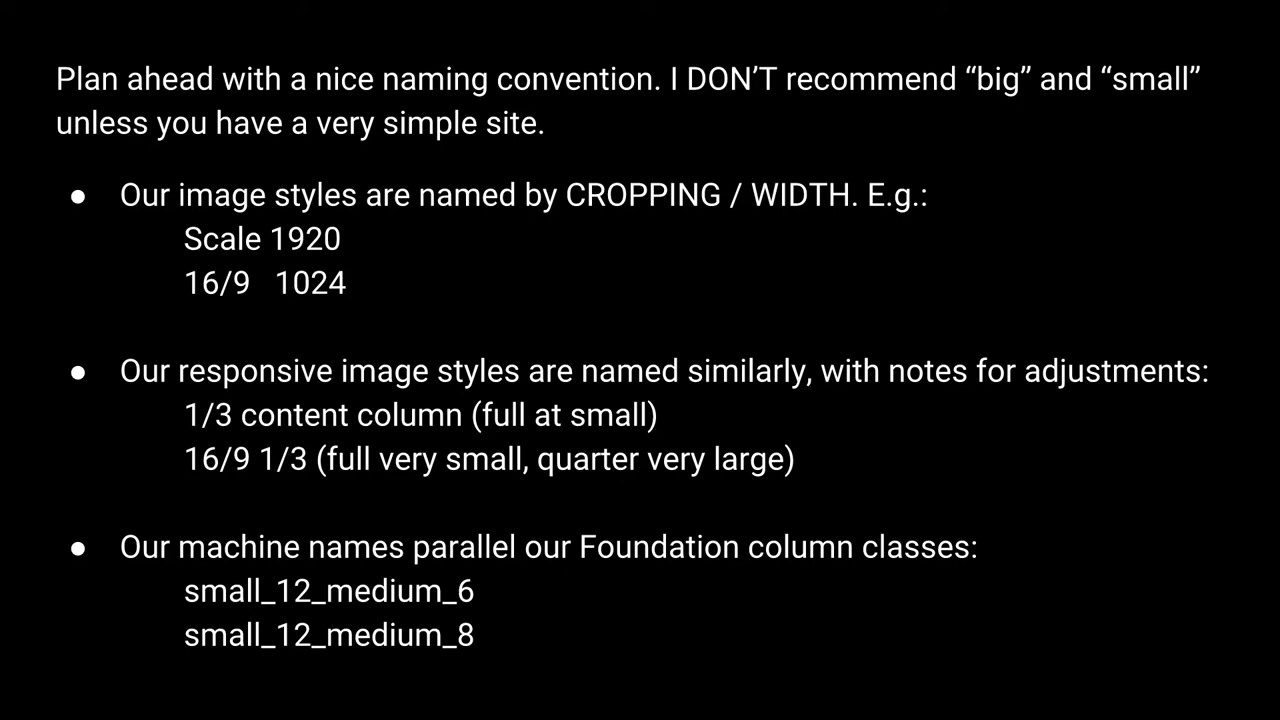 Plan ahead with a nice naming convention. I DON’T recommend “big” and “small”
unless you have a very simple site.
● Our image styles are named by CROPPING / WIDTH. E.g.:
Scale 1920
16/9 1024
● Our responsive image styles are named similarly, with notes for adjustments:
1/3 content column (full at small)
16/9 1/3 (full very small, quarter very large)
● Our machine names parallel our Foundation column classes:
small_12_medium_6
small_12_medium_8